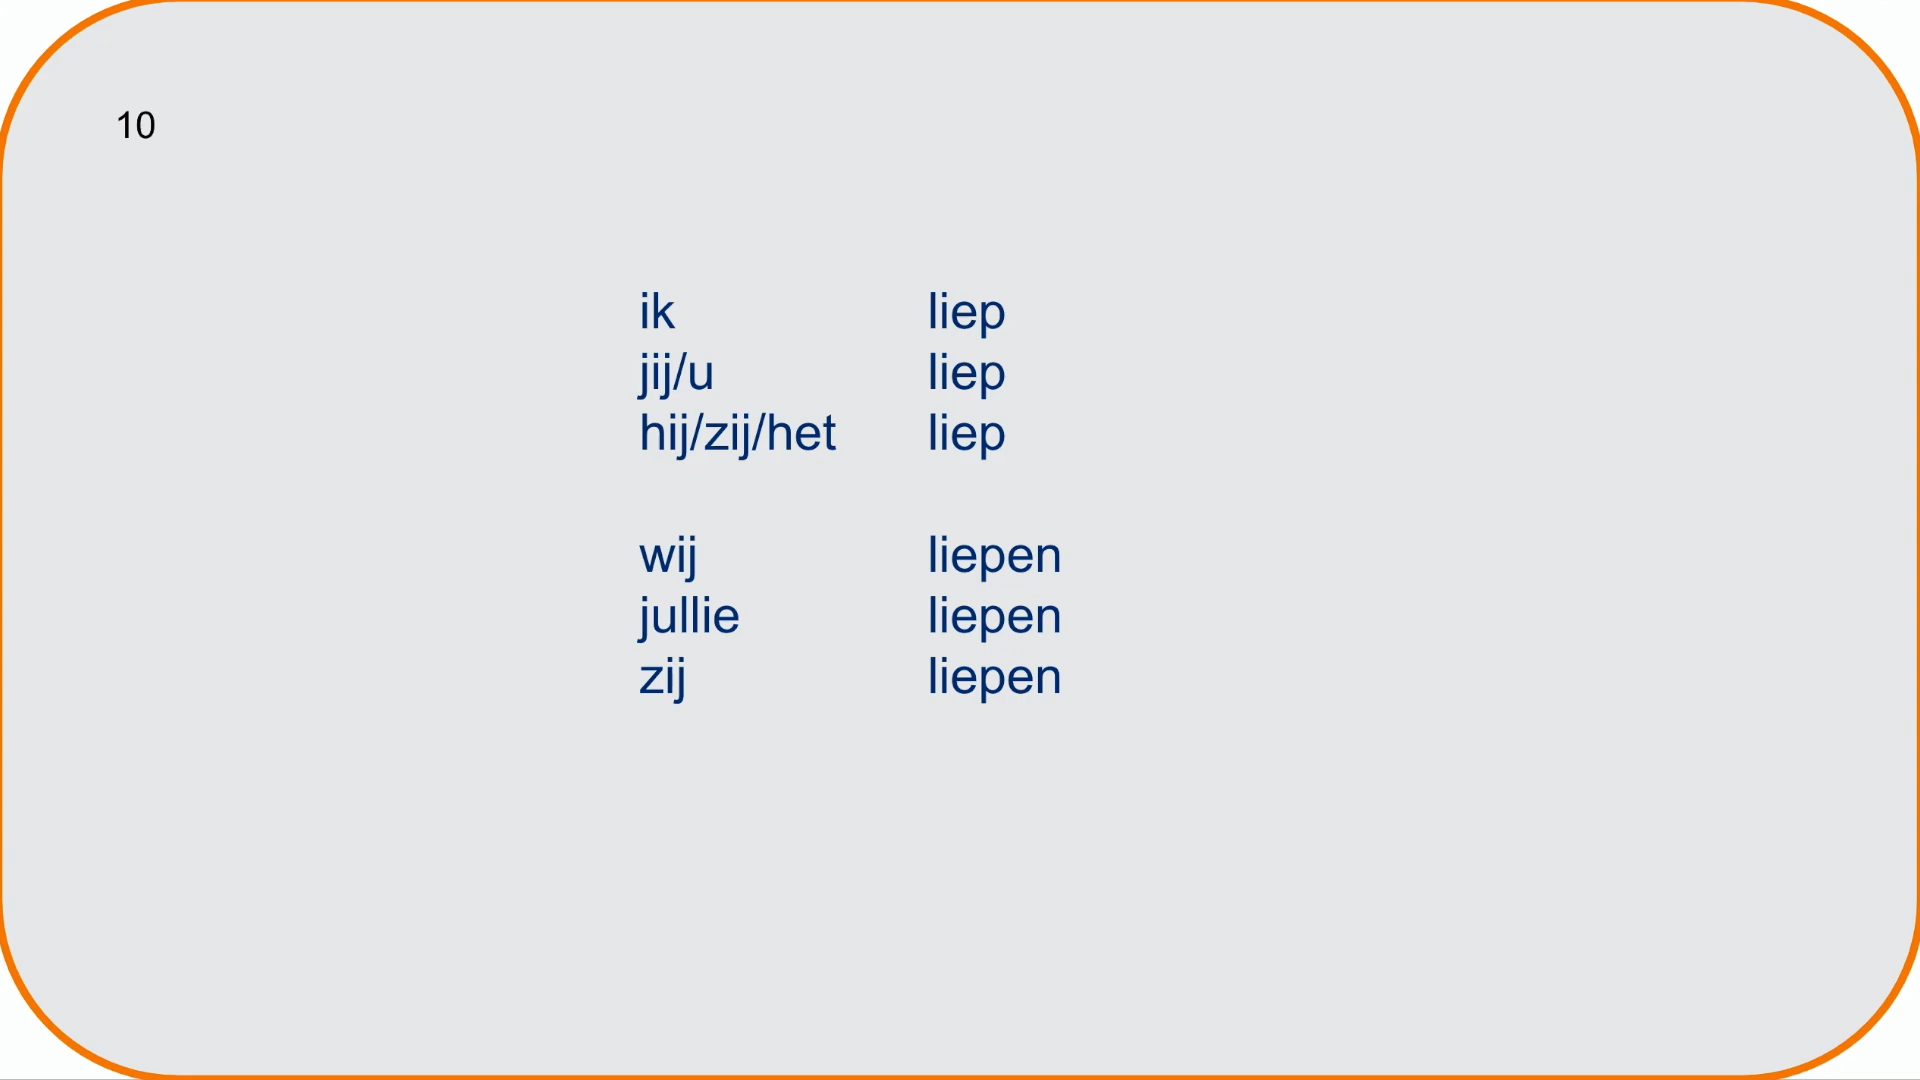 10
ik liep
jij/u liep
hij/zij/het liep
wij liepen
jullie liepen
zij liepen